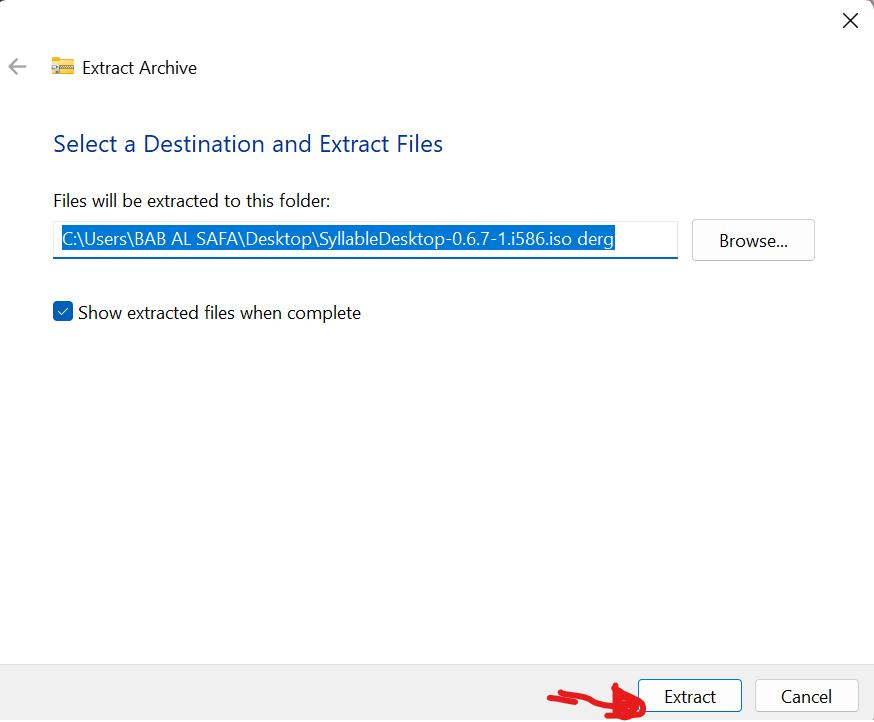 Extract Archive
Select a Destination and Extract Files
Files will be extracted to this folder:
C:\Users\BAB AL SAFA\Desktop\SyllableDesktop-0.6.7-1.i586.iso derg
Browse...
Show extracted files when complete
Extract
Cancel